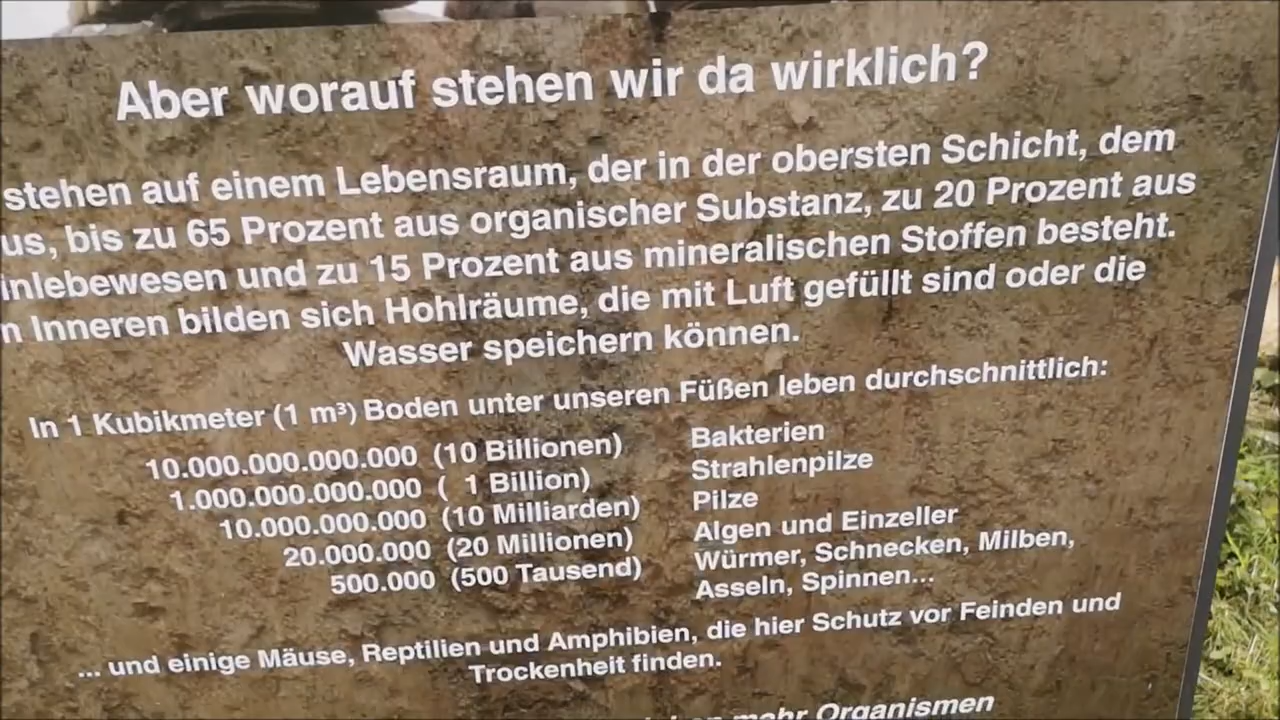 Aber worauf stehen wir da wirklich?
stehen auf einem Lebensraum, der in der obersten Schicht, dem
us, bis zu 65 Prozent aus organischer Substanz, zu 20 Prozent aus
inlebewesen und zu 15 Prozent aus mineralischen Stoffen besteht.
n Inneren bilden sich Hohlräume, die mit Luft gefüllt sind oder die
Wasser speichern können.
In 1 Kubikmeter (1 m³) Boden unter unseren Füßen leben durchschnittlich:
10.000.000.000.000 (10 Billionen) Bakterien
1.000.000.000.000 ( 1 Billion) Strahlenpilze
10.000.000.000 (10 Milliarden) Pilze
20.000.000 (20 Millionen) Algen und Einzeller
500.000 (500 Tausend) Würmer, Schnecken, Milben,
Asseln, Spinnen...
... und einige Mäuse, Reptilien und Amphibien, die hier Schutz vor Feinden und
Trockenheit finden.
mehr Organismen